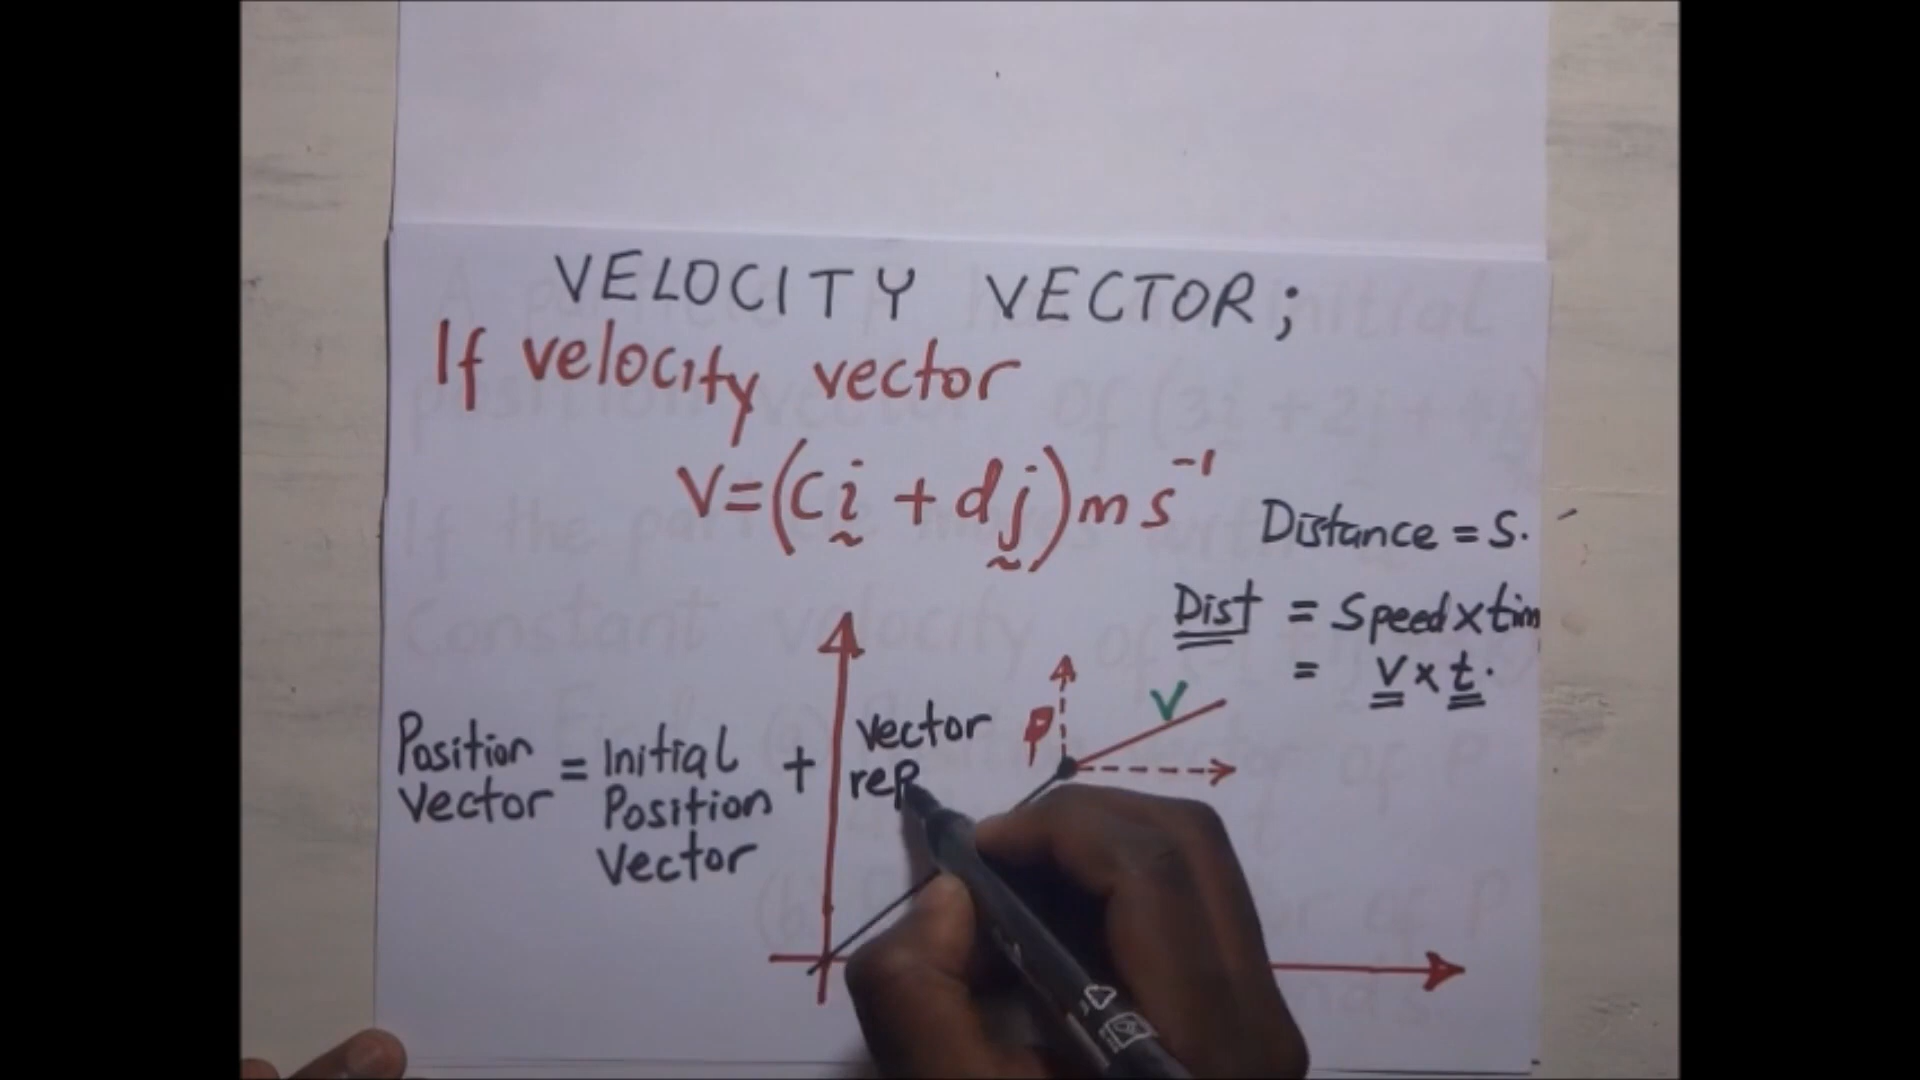 VELOCITY VECTOR;
If velocity vector
V=(Ci + dj)ms⁻¹
Distance = S.
Dist = Speed x tim
= V x t.
V
P
Position Vector = Initial Position Vector + vector rep